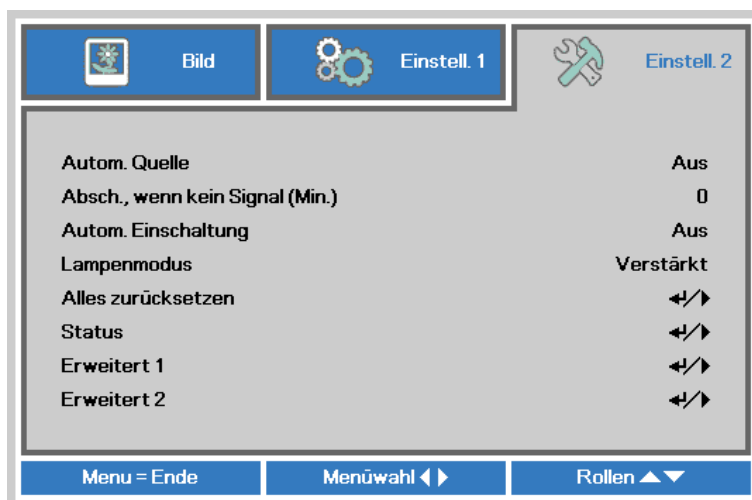 Bild
Einstell. 1
Einstell. 2
Autom. Quelle Aus
Absch., wenn kein Signal (Min.) 0
Autom. Einschaltung Aus
Lampenmodus Verstärkt
Alles zurücksetzen ↵/▶
Status ↵/▶
Erweitert 1 ↵/▶
Erweitert 2 ↵/▶
Menu = Ende
Menüwahl ◀ ▶
Rollen ▲▼